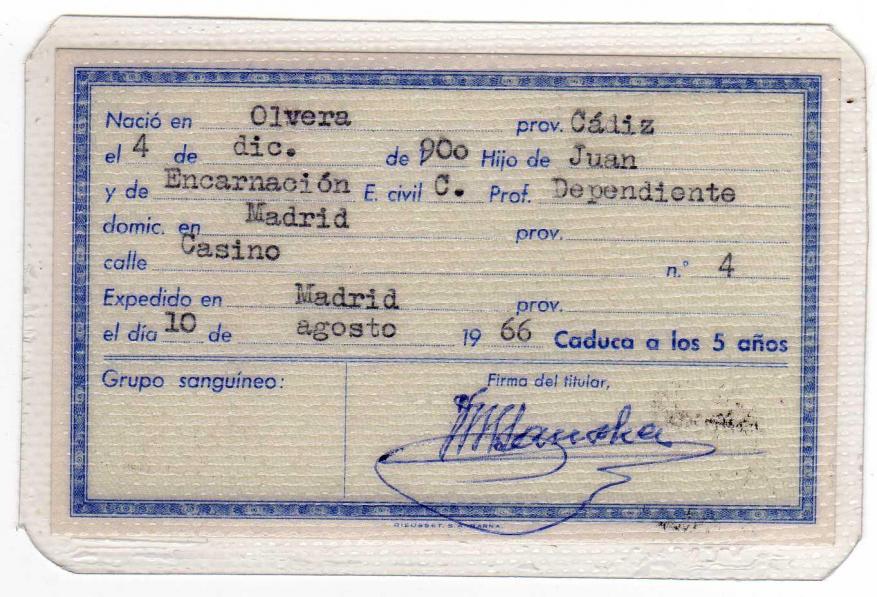 Nació en Olvera prov. Cádiz
el 4 de dic. de 900 Hijo de Juan
y de Encarnación E. civil C. Prof. Dependiente
domic. en Madrid prov.
calle Casino n.° 4
Expedido en Madrid prov.
el día 10 de agosto 19 66 Caduca a los 5 años
Grupo sanguíneo: Firma del titular,
RIEUSSET, S.A. BARNA.